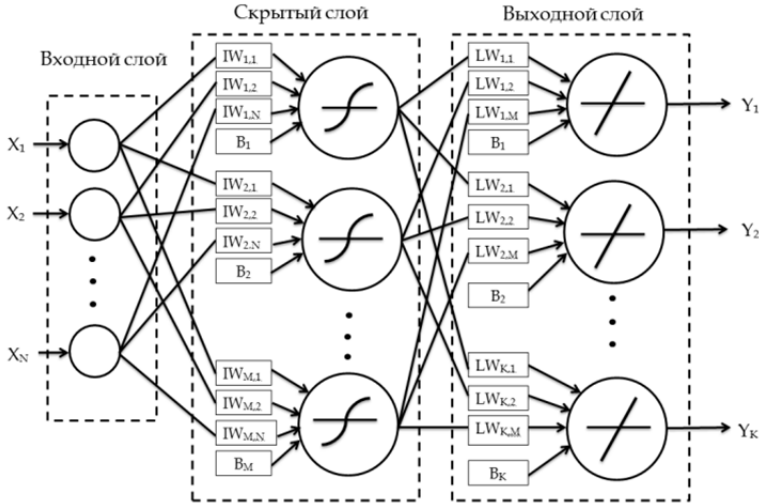 Входной слой
Скрытый слой
Выходной слой
X1
X2
XN
IW1,1
IW1,2
IW1,N
B1
IW2,1
IW2,2
IW2.N
B2
IWM,1
IWM,2
IWM,N
BM
LW1,1
LW1,2
LW1,M
B1
LW2,1
LW2,2
LW2,M
B2
LWK,1
LWK,2
LWK,M
BK
Y1
Y2
YK